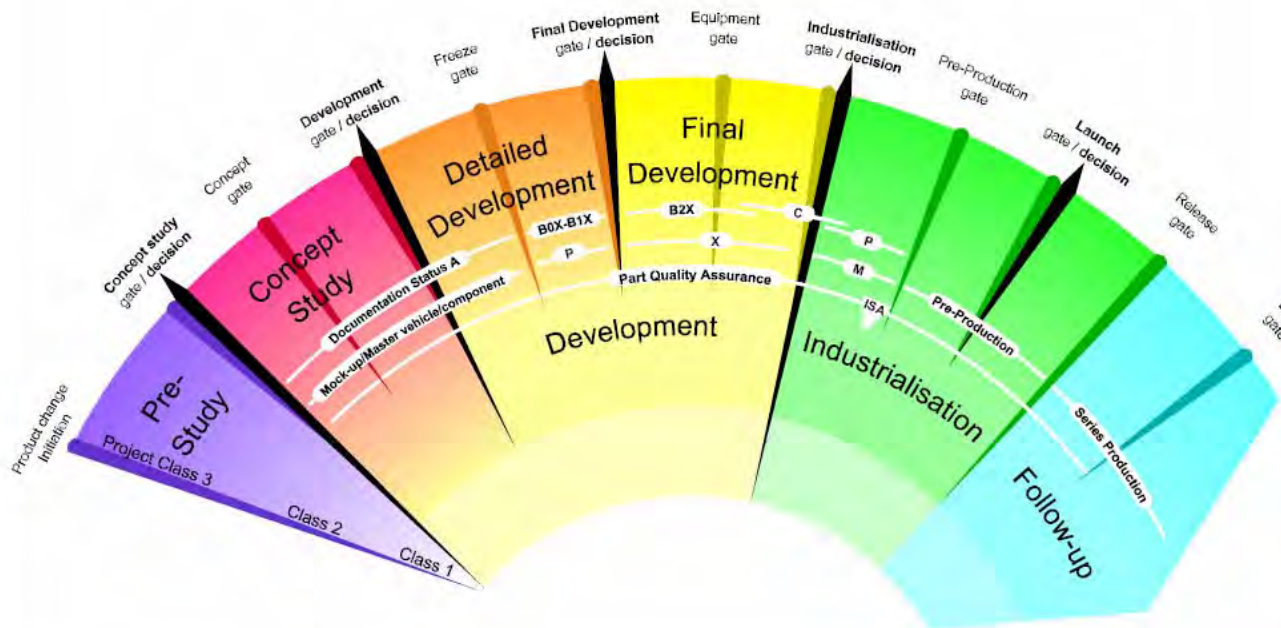 Product change
Initiation
Concept study
gate / decision
Concept
gate
Development
gate / decision
Freeze
gate
Final Development
gate / decision
Equipment
gate
Industrialisation
gate / decision
Pre-Production
gate
Launch
gate / decision
Release
gate
gate
Pre-
Study
Project Class 3
Class 2
Class 1
Concept
Study
Detailed
Development
Final
Development
Documentation Status A
B0X-B1X
B2X
C
P
Mock-up/Master vehicle/component
P
X
M
Pre-Production
Series Production
Part Quality Assurance
ISA
Development
Industrialisation
Follow-up